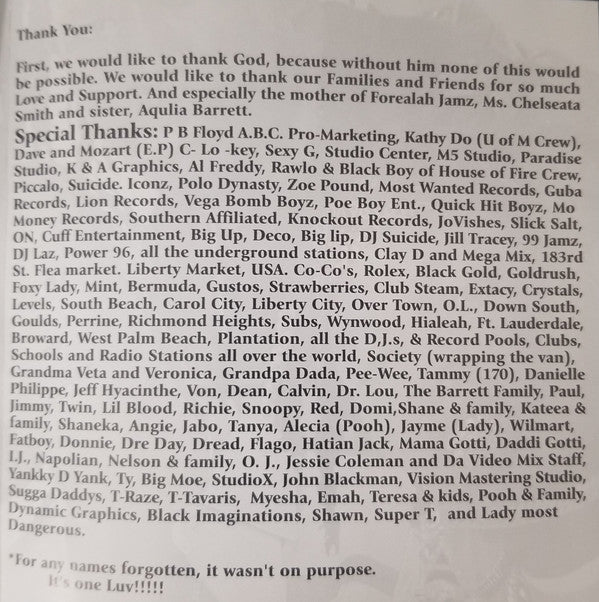 Thank You:
First, we would like to thank God, because without him none of this would
be possible. We would like to thank our Families and Friends for so much
Love and Support. And especially the mother of Forealah Jamz, Ms. Chelseata
Smith and sister, Aqulia Barrett.
Special Thanks: P B Floyd A.B.C. Pro-Marketing, Kathy Do (U of M Crew),
Dave and Mozart (E.P) C- Lo -key, Sexy G, Studio Center, M5 Studio, Paradise
Studio, K & A Graphics, Al Freddy, Rawlo & Black Boy of House of Fire Crew,
Piccalo, Suicide. Iconz, Polo Dynasty, Zoe Pound, Most Wanted Records, Guba
Records, Lion Records, Vega Bomb Boyz, Poe Boy Ent., Quick Hit Boyz, Mo
Money Records, Southern Affiliated, Knockout Records, JoVishes, Slick Salt,
ON, Cuff Entertainment, Big Up, Deco, Big lip, DJ Suicide, Jill Tracey, 99 Jamz,
DJ Laz, Power 96, all the underground stations, Clay D and Mega Mix, 183rd
St. Flea market. Liberty Market, USA. Co-Co's, Rolex, Black Gold, Goldrush,
Foxy Lady, Mint, Bermuda, Gustos, Strawberries, Club Steam, Extacy, Crystals,
Levels, South Beach, Carol City, Liberty City, Over Town, O.L., Down South,
Goulds, Perrine, Richmond Heights, Subs, Wynwood, Hialeah, Ft. Lauderdale,
Broward, West Palm Beach, Plantation, all the D,J,s, & Record Pools, Clubs,
Schools and Radio Stations all over the world, Society (wrapping the van),
Grandma Veta and Veronica, Grandpa Dada, Pee-Wee, Tammy (170), Danielle
Philippe, Jeff Hyacinthe, Von, Dean, Calvin, Dr. Lou, The Barrett Family, Paul,
Jimmy, Twin, Lil Blood, Richie, Snoopy, Red, Domi,Shane & family, Kateea &
family, Shaneka, Angie, Jabo, Tanya, Alecia (Pooh), Jayme (Lady), Wilmart,
Fatboy, Donnie, Dre Day, Dread, Flago, Hatian Jack, Mama Gotti, Daddi Gotti,
I.J., Napolian, Nelson & family, O. J., Jessie Coleman and Da Video Mix Staff,
Yankky D Yank, Ty, Big Moe, StudioX, John Blackman, Vision Mastering Studio,
Sugga Daddys, T-Raze, T-Tavaris, Myesha, Emah, Teresa & kids, Pooh & Family,
Dynamic Graphics, Black Imaginations, Shawn, Super T, and Lady most
Dangerous.
*For any names forgotten, it wasn't on purpose.
It's one Luv!!!!!